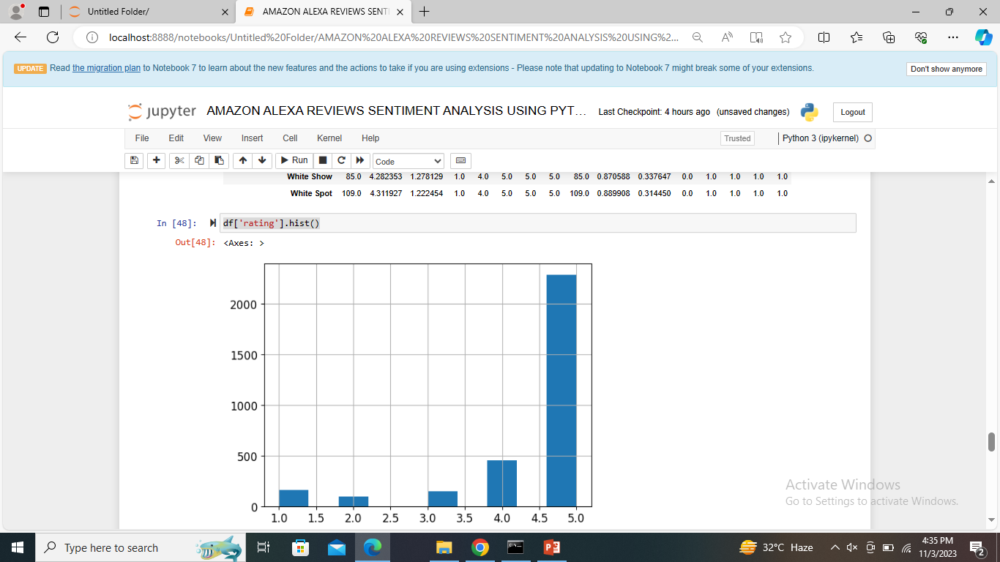 Untitled Folder/
AMAZON ALEXA REVIEWS SENTI
localhost:8888/notebooks/Untitled%20Folder/AMAZON%20ALEXA%20REVIEWS%20SENTIMENT%20ANALYSIS%20USING%2...
UPDATE Read the migration plan to Notebook 7 to learn about the new features and the actions to take if you are using extensions - Please note that updating to Notebook 7 might break some of your extensions. Don't show anymore
jupyter AMAZON ALEXA REVIEWS SENTIMENT ANALYSIS USING PYT... Last Checkpoint: 4 hours ago (unsaved changes) Logout
File Edit View Insert Cell Kernel Help Trusted Python 3 (ipykernel)
Run Code
White Show 85.0 4.282353 1.278129 1.0 4.0 5.0 5.0 5.0 85.0 0.870588 0.337647 0.0 1.0 1.0 1.0 1.0
White Spot 109.0 4.311927 1.222454 1.0 4.0 5.0 5.0 5.0 109.0 0.889908 0.314450 0.0 1.0 1.0 1.0 1.0
In [48]: df['rating'].hist()
Out[48]: <Axes: >
2000
1500
1000
500
0
1.0 1.5 2.0 2.5 3.0 3.5 4.0 4.5 5.0
Activate Windows
Go to Settings to activate Windows.
Type here to search
32°C Haze
4:35 PM
11/3/2023
2